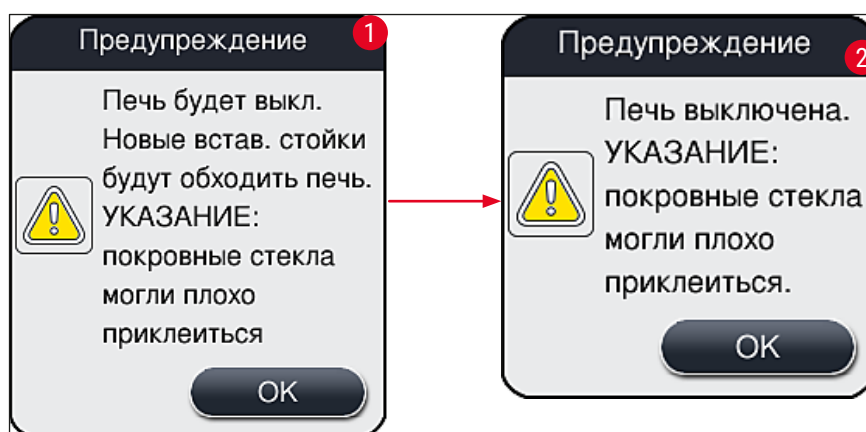 Предупреждение
1
Печь будет выкл.
Новые встав. стойки
будут обходить печь.
УКАЗАНИЕ:
покровные стекла
могли плохо
приклеиться
OK
Предупреждение
2
Печь выключена.
УКАЗАНИЕ:
покровные стекла
могли плохо
приклеиться.
OK